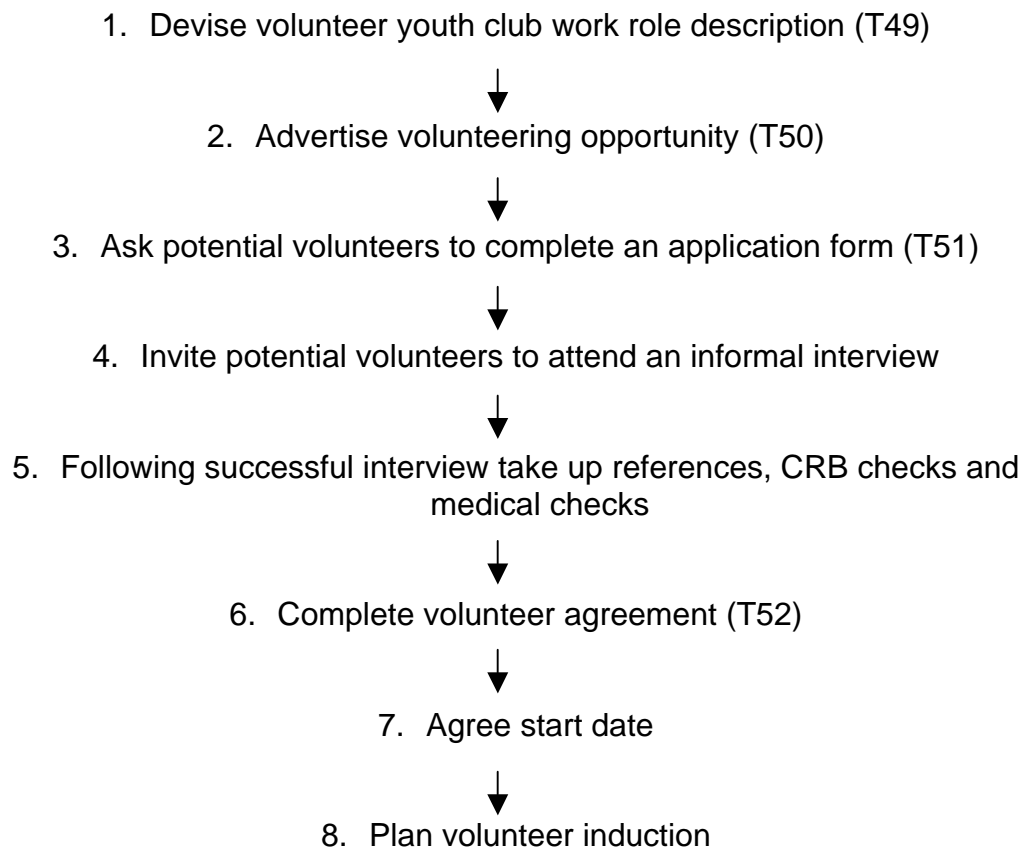 1. Devise volunteer youth club work role description (T49)
2. Advertise volunteering opportunity (T50)
3. Ask potential volunteers to complete an application form (T51)
4. Invite potential volunteers to attend an informal interview
5. Following successful interview take up references, CRB checks and
medical checks
6. Complete volunteer agreement (T52)
7. Agree start date
8. Plan volunteer induction